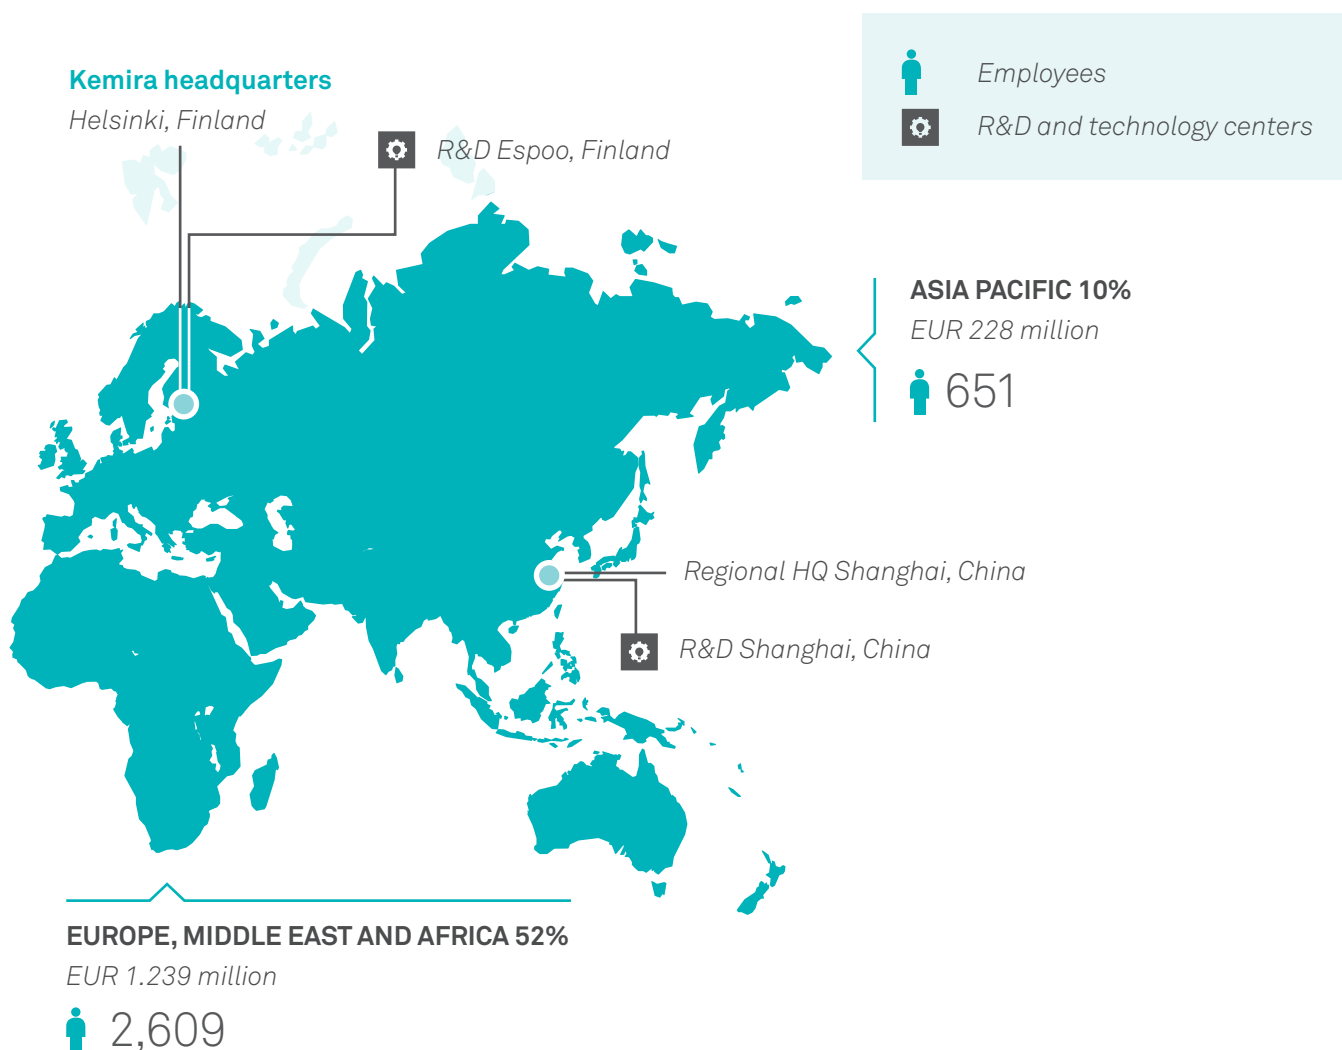 Kemira headquarters
Helsinki, Finland
R&D Espoo, Finland
Employees
R&D and technology centers
ASIA PACIFIC 10%
EUR 228 million
651
Regional HQ Shanghai, China
R&D Shanghai, China
EUROPE, MIDDLE EAST AND AFRICA 52%
EUR 1.239 million
2,609